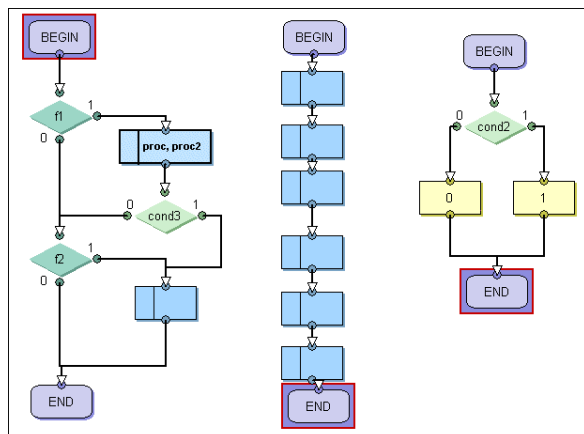 BEGIN
f1
1
0
proc, proc2
0
cond3
1
f2
1
0
END
BEGIN
END
BEGIN
0
cond2
1
0
1
END